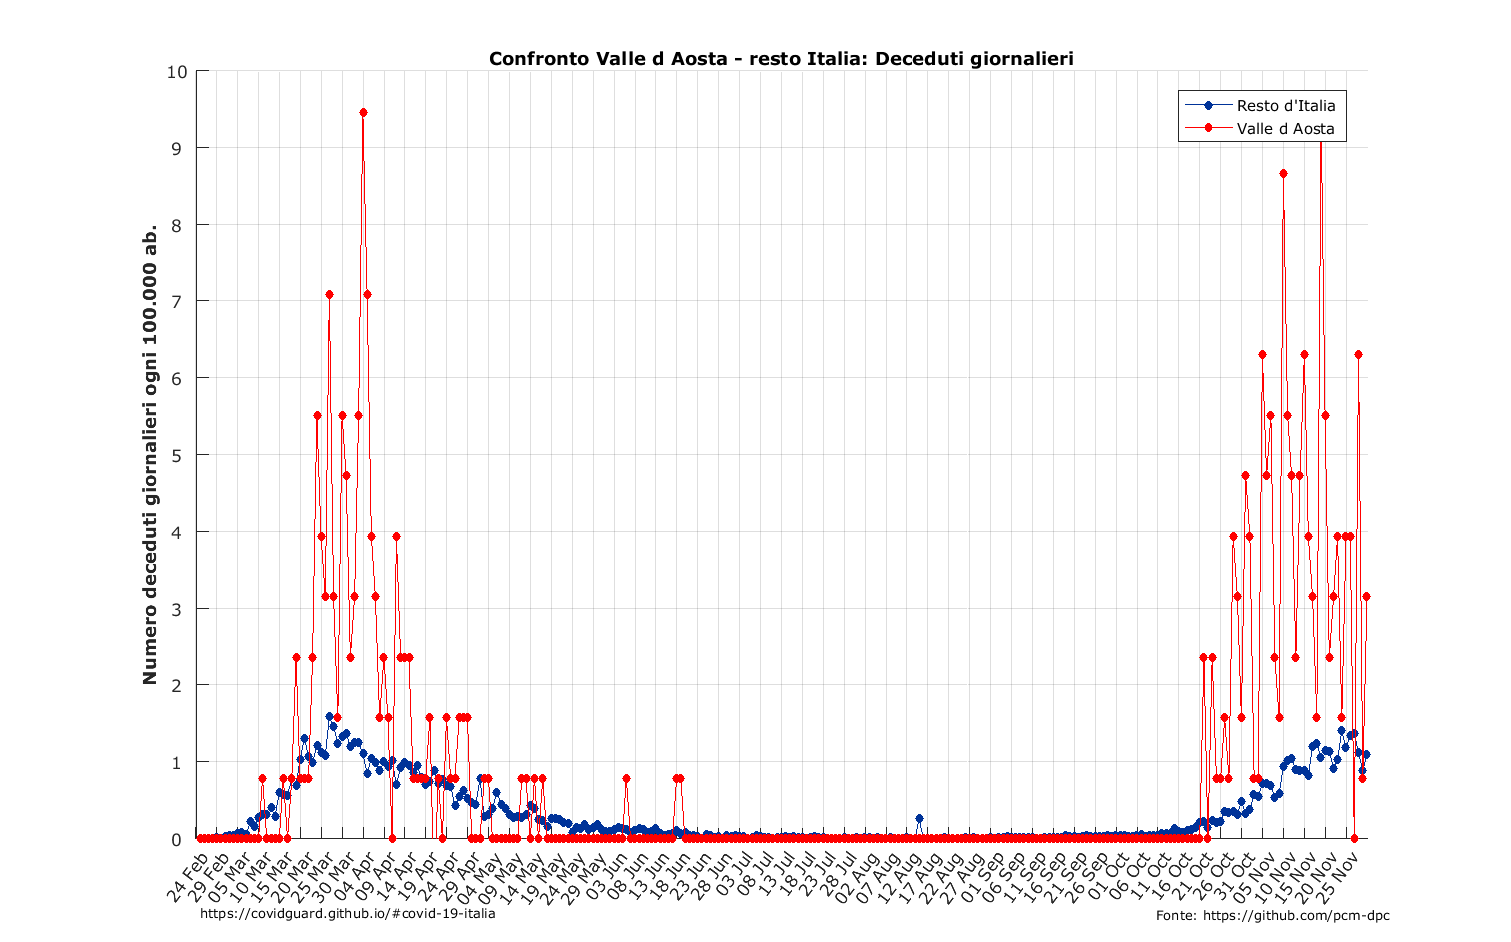 Confronto Valle d Aosta - resto Italia: Deceduti giornalieri
Resto d'Italia
Valle d Aosta
Numero deceduti giornalieri ogni 100.000 ab.
10
9
8
7
6
5
4
3
2
1
0
24 Feb
29 Feb
05 Mar
10 Mar
15 Mar
20 Mar
25 Mar
30 Mar
04 Apr
09 Apr
14 Apr
19 Apr
24 Apr
29 Apr
04 May
09 May
14 May
19 May
24 May
29 May
03 Jun
08 Jun
13 Jun
18 Jun
23 Jun
28 Jun
03 Jul
08 Jul
13 Jul
18 Jul
23 Jul
28 Jul
02 Aug
07 Aug
12 Aug
17 Aug
22 Aug
27 Aug
01 Sep
06 Sep
11 Sep
16 Sep
21 Sep
26 Sep
01 Oct
06 Oct
11 Oct
16 Oct
21 Oct
26 Oct
31 Oct
05 Nov
10 Nov
15 Nov
20 Nov
25 Nov
https://covidguard.github.io/#covid-19-italia
Fonte: https://github.com/pcm-dpc